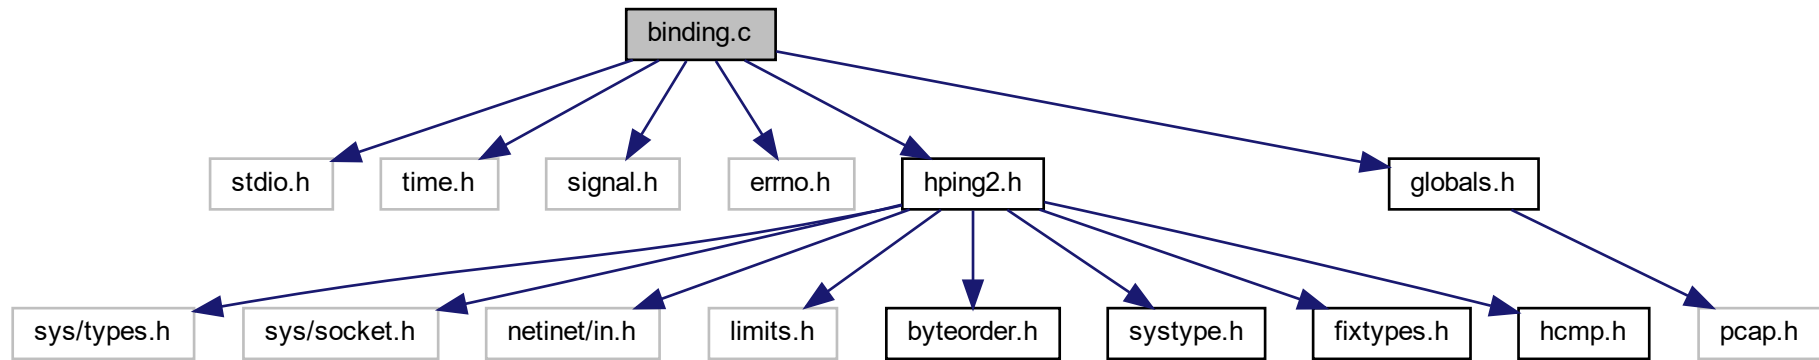 binding.c
stdio.h
time.h
signal.h
errno.h
hping2.h
globals.h
sys/types.h
sys/socket.h
netinet/in.h
limits.h
byteorder.h
systype.h
fixtypes.h
hcmp.h
pcap.h